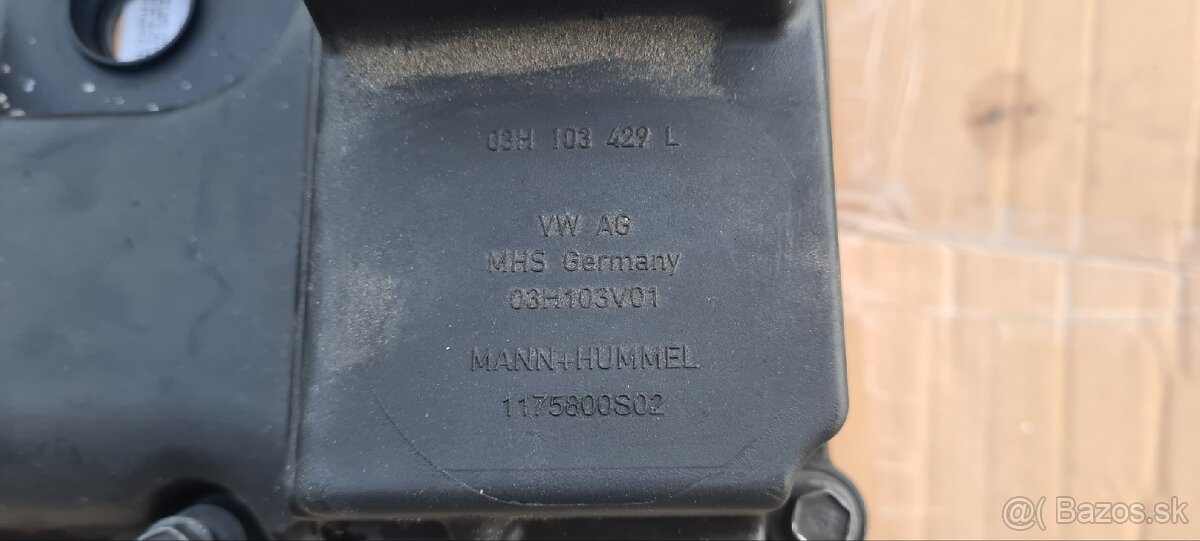 03H 103 429 L
VW AG
MHS Germany
03H103V01
MANN+HUMMEL
1175800S02
@( Bazos.sk